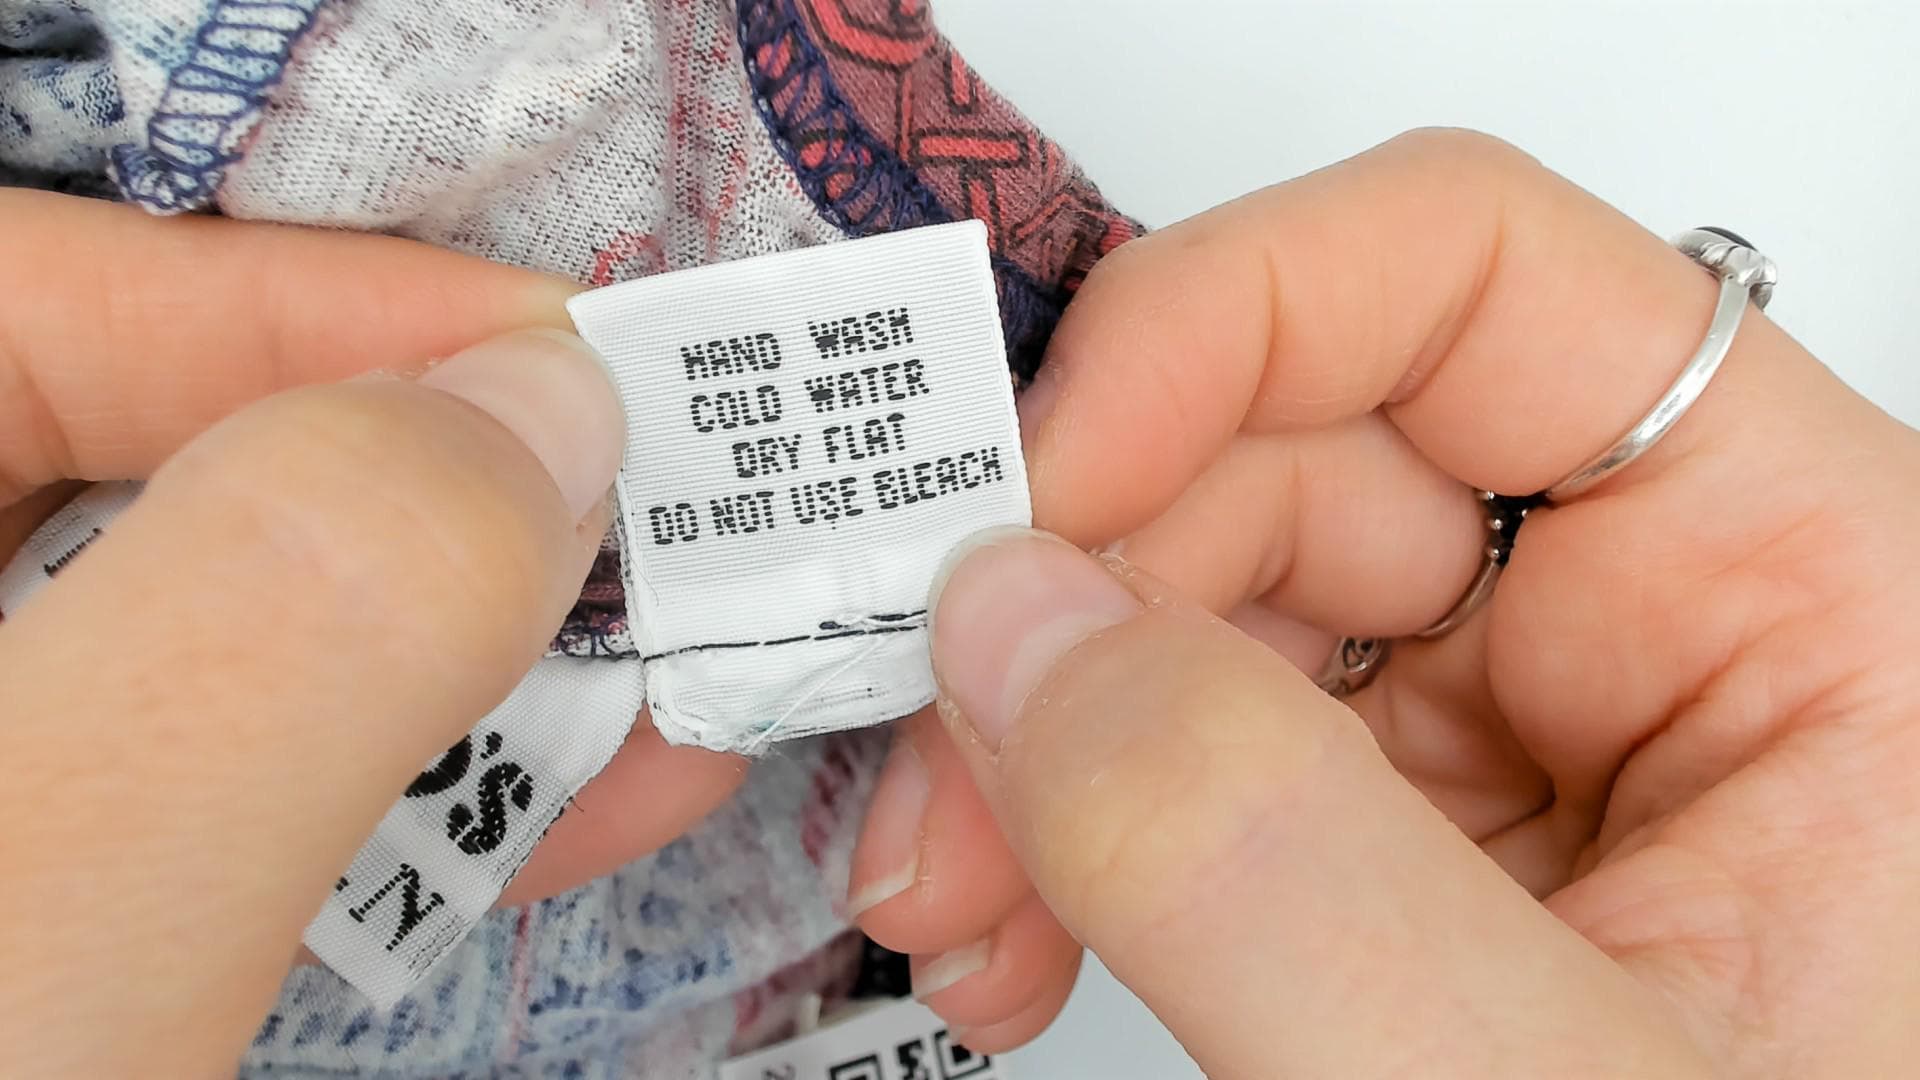 HAND WASH
COLD WATER
DRY FLAT
DO NOT USE BLEACH